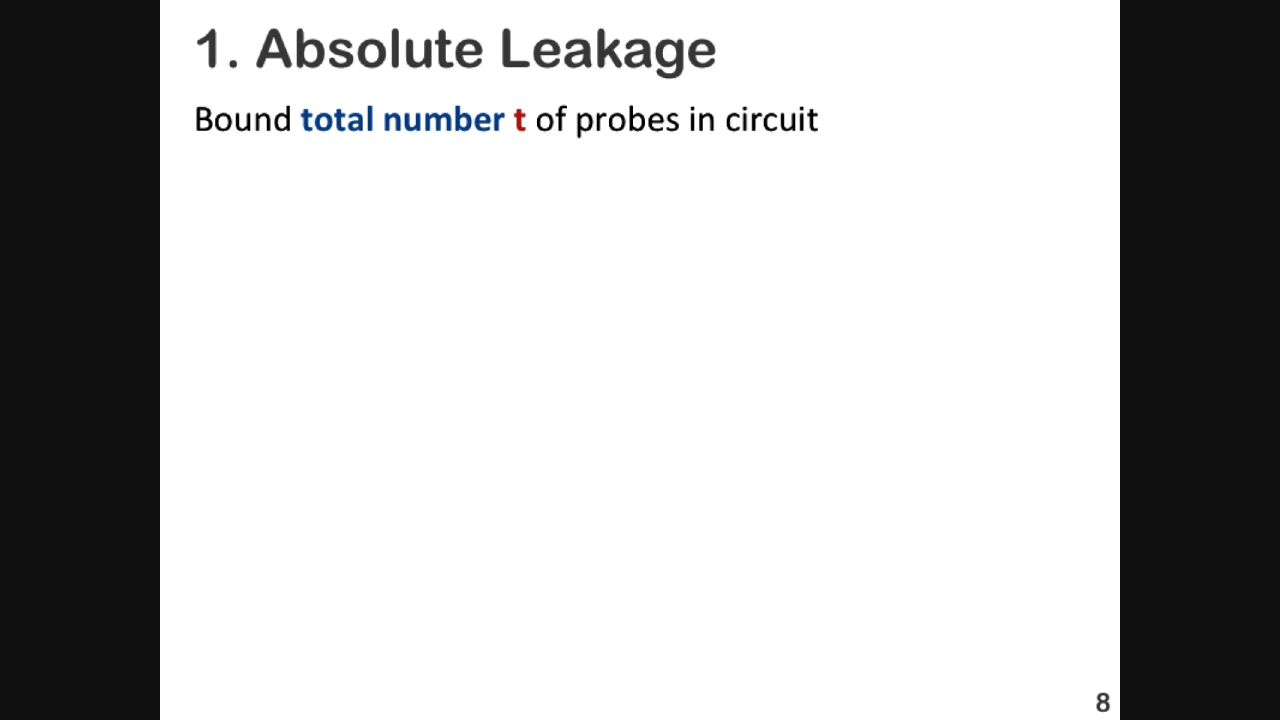 1. Absolute Leakage
Bound total number t of probes in circuit
8